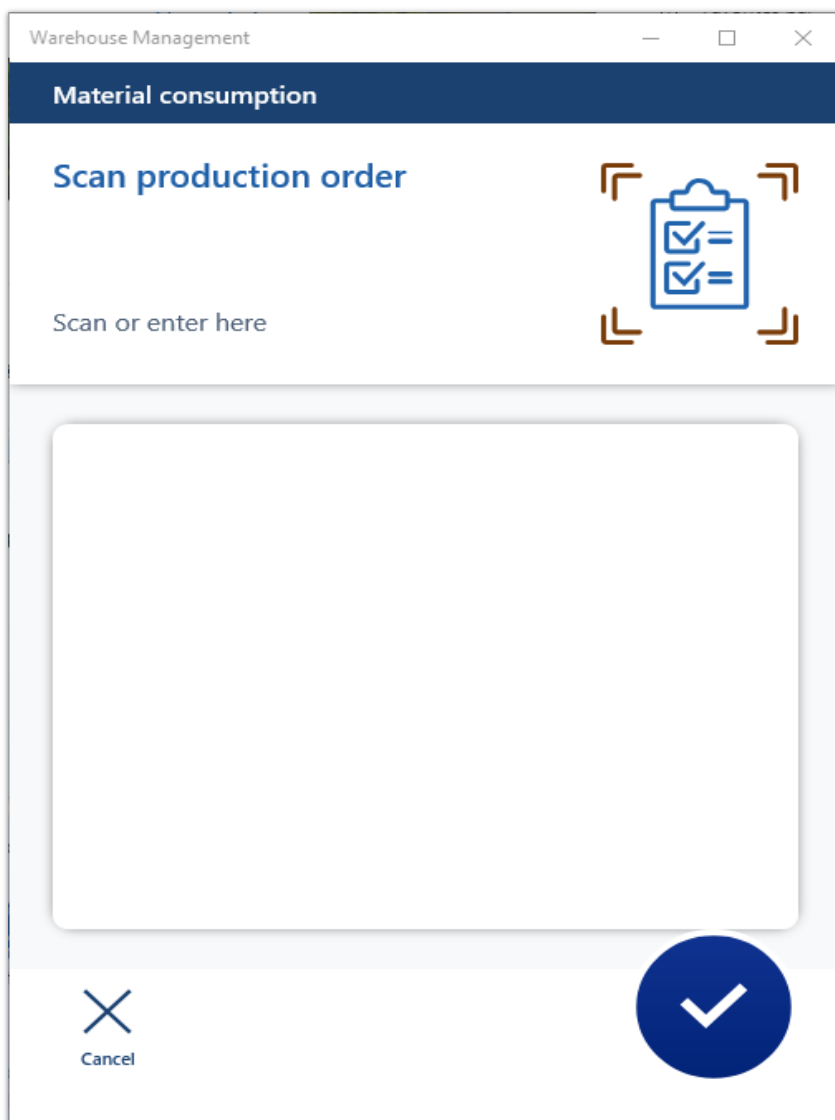 Warehouse Management
Material consumption
Scan production order
Scan or enter here
Cancel